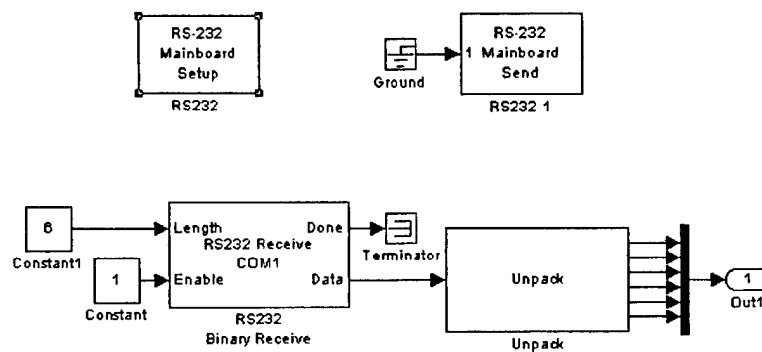 RS-232
Mainboard
Setup
RS232
Ground
1
RS-232
Mainboard
Send
RS232 1
6
Constant1
1
Constant
Length
Done
RS232 Receive
COM1
Enable
Data
RS232
Binary Receive
Terminator
Unpack
Unpack
1
Out1